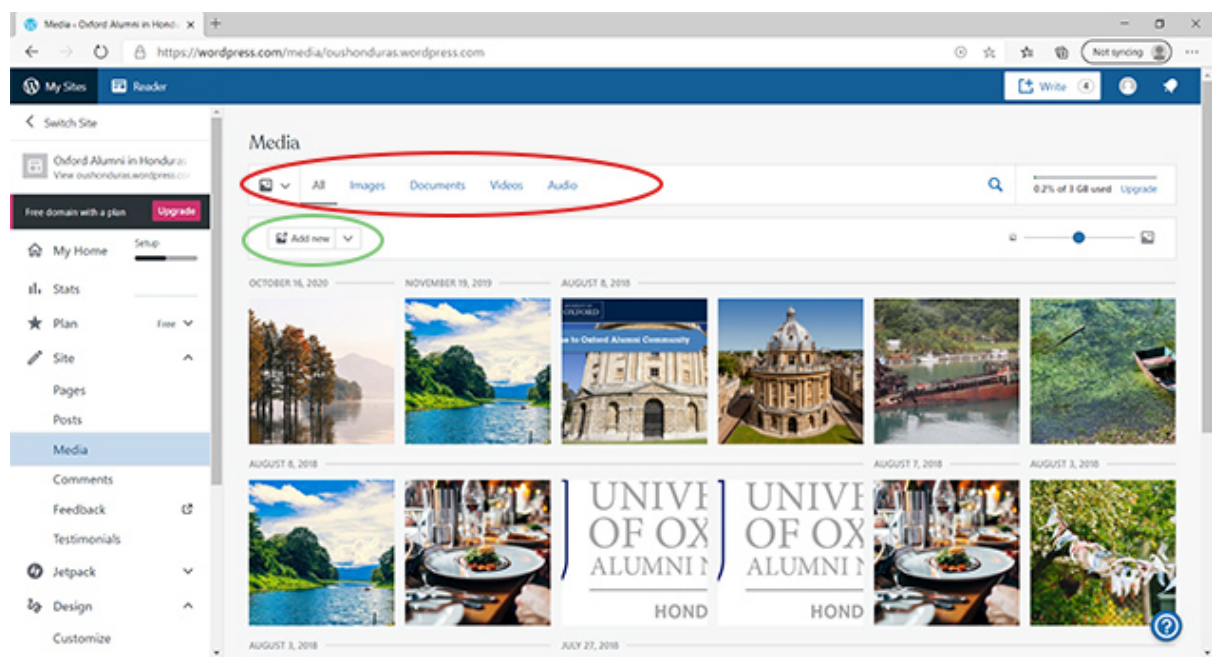 Media - Oxford Alumni in Hond
https://wordpress.com/media/oushonduras.wordpress.com
Not syncing
My Sites
Reader
Write 4
Switch Site
Oxford Alumni in Honduras
View oushonduras.wordpress.co
Free domain with a plan
Upgrade
My Home
Setup
Stats
Plan
Free
Site
Pages
Posts
Media
Comments
Feedback
Testimonials
Jetpack
Design
Customize
Media
All Images Documents Videos Audio
0.2% of 3 GB used Upgrade
Add new
OCTOBER 16, 2020
NOVEMBER 19, 2019
AUGUST 8, 2018
OXFORD
e to Oxford Alumni Community
AUGUST 6, 2018
AUGUST 7, 2018
AUGUST 3, 2018
UNIVE
OF OX
ALUMNI N
HOND
UNIVE
OF OX
ALUMNI N
HOND
AUGUST 3, 2018
JULY 27, 2018